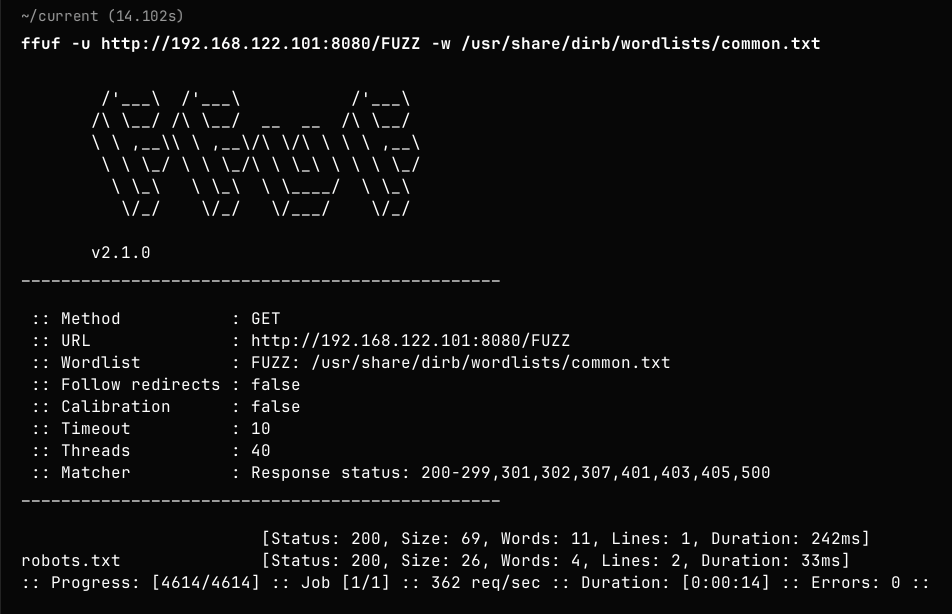 ~/current (14.102s)
ffuf -u http://192.168.122.101:8080/FUZZ -w /usr/share/dirb/wordlists/common.txt
        /'___\  /'___\           /'___\
       /\ \__/ /\ \__/  __  __  /\ \__/
       \ \ ,__\\ \ ,__\/\ \/\ \ \ \ ,__\
        \ \ \_/ \ \ \_/\ \ \_\ \ \ \ \_/
         \ \_\   \ \_\  \ \____/  \ \_\
          \/_/    \/_/   \/___/    \/_/
       v2.1.0
________________________________________________
 :: Method           : GET
 :: URL              : http://192.168.122.101:8080/FUZZ
 :: Wordlist         : FUZZ: /usr/share/dirb/wordlists/common.txt
 :: Follow redirects : false
 :: Calibration      : false
 :: Timeout          : 10
 :: Threads          : 40
 :: Matcher          : Response status: 200-299,301,302,307,401,403,405,500
________________________________________________
                        [Status: 200, Size: 69, Words: 11, Lines: 1, Duration: 242ms]
robots.txt              [Status: 200, Size: 26, Words: 4, Lines: 2, Duration: 33ms]
:: Progress: [4614/4614] :: Job [1/1] :: 362 req/sec :: Duration: [0:00:14] :: Errors: 0 ::